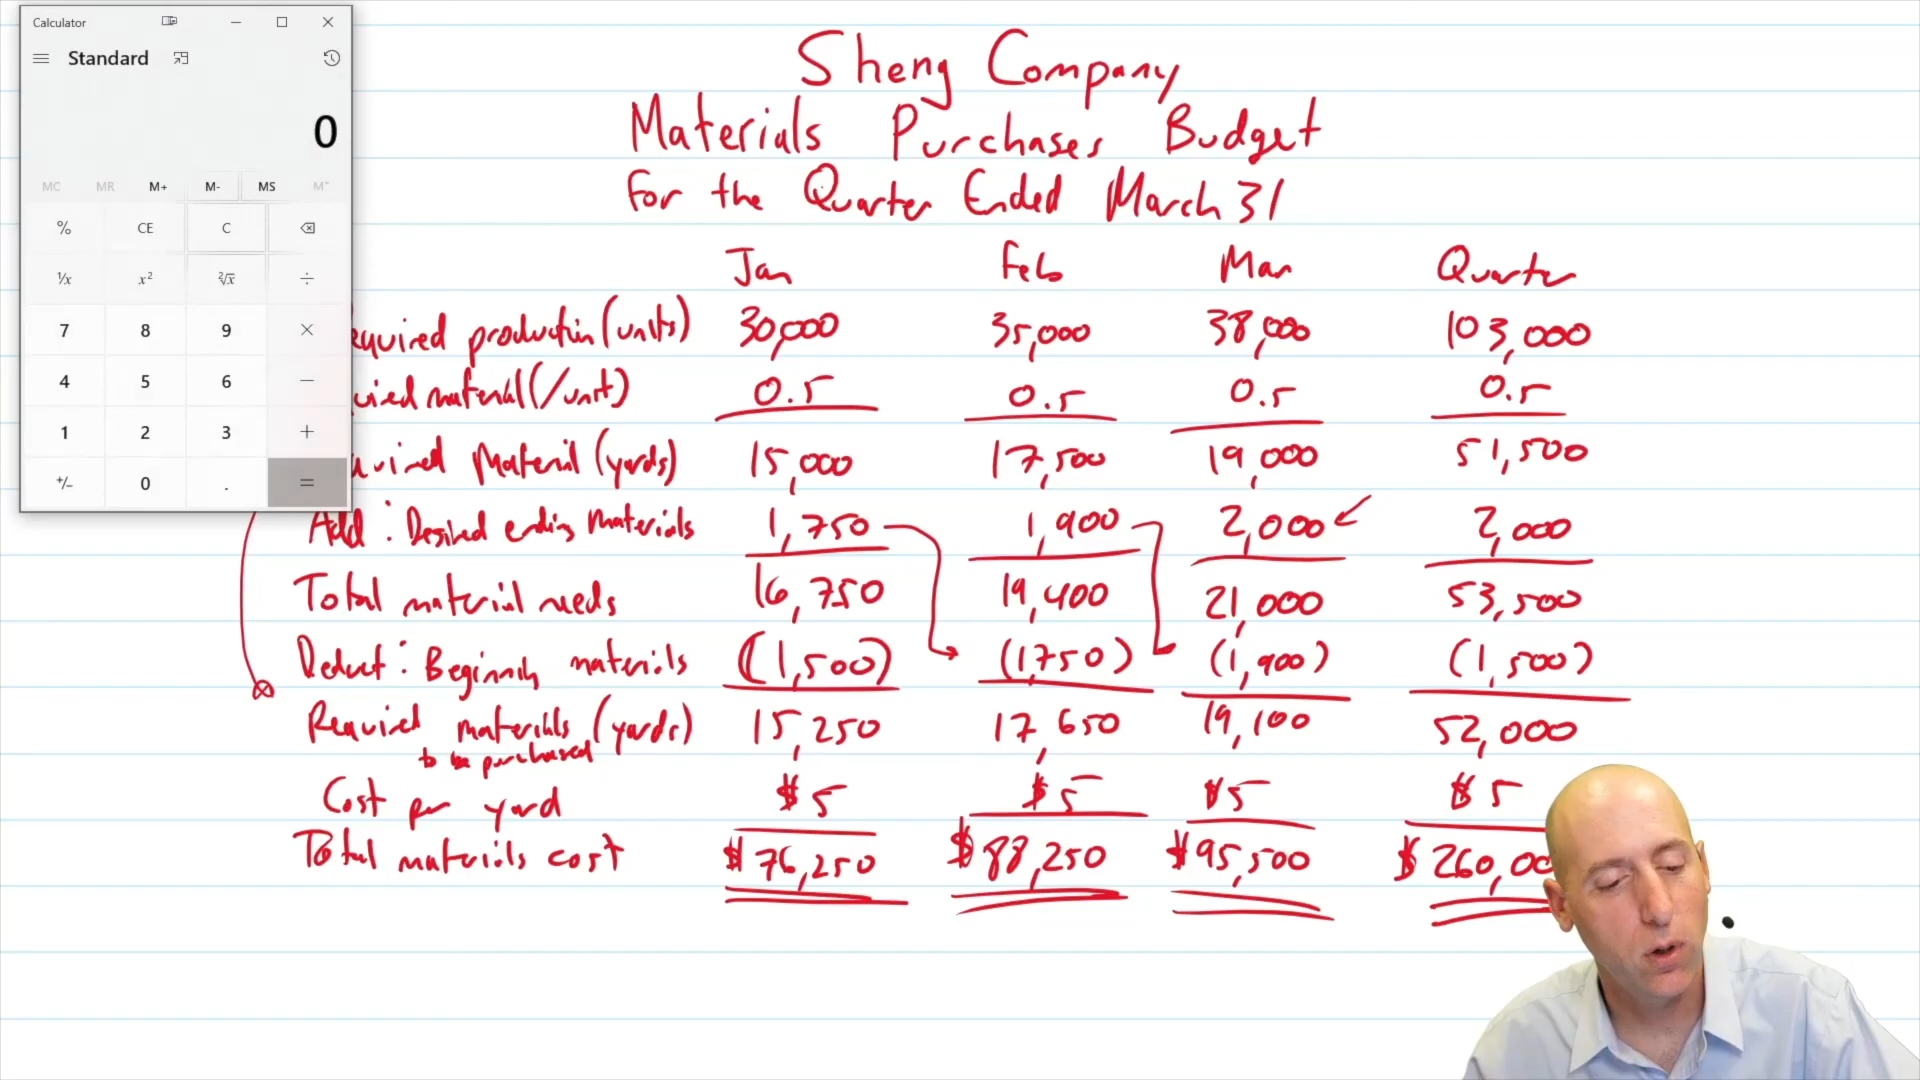 Calculator
Standard
0
MC MR M+ M- MS M˅
% CE C
¹/x x² ²√x ÷
7 8 9 ×
4 5 6 −
1 2 3 +
+/− 0 . =
Sheng Company
Materials Purchases Budget
For the Quarter Ended March 31
Jan Feb Mar Quarter
equired production (units) 30,000 35,000 38,000 103,000
uired material (/unit) 0.5 0.5 0.5 0.5
uired Material (yards) 15,000 17,500 19,000 51,500
Add: Desired ending materials 1,750 1,900 2,000 2,000
Total material needs 16,750 19,400 21,000 53,500
Deduct: Beginning materials (1,500) (1750) (1,900) (1,500)
Required materials (yards) 15,250 17,650 19,100 52,000
to be purchased
Cost per yard $5 $5 $5 $5
Total materials cost $76,250 $88,250 $95,500 $260,00